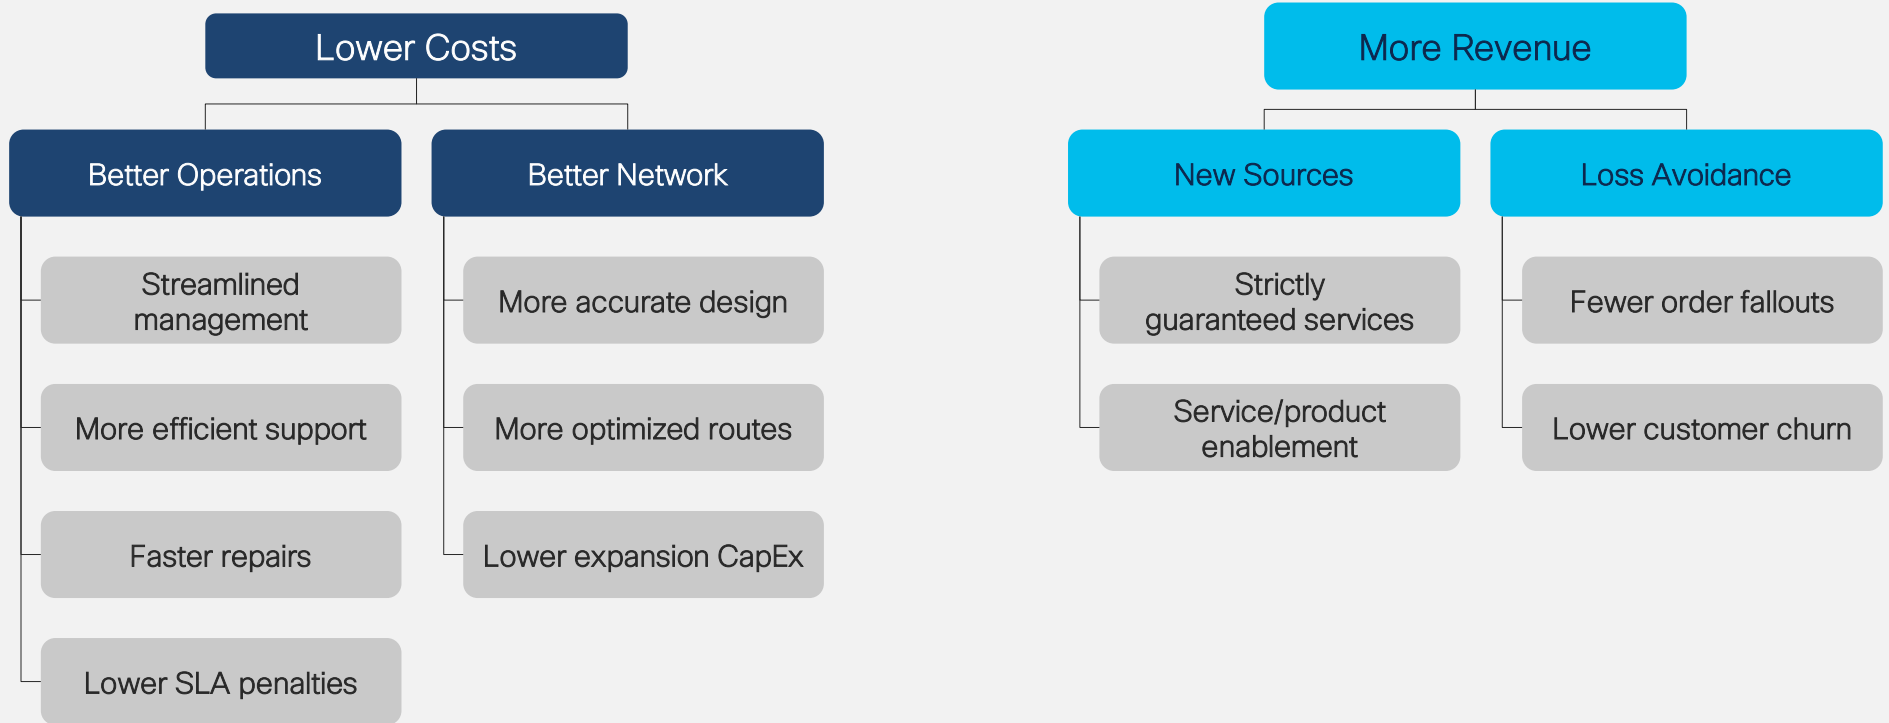 Lower Costs
More Revenue
Better Operations
Better Network
New Sources
Loss Avoidance
Streamlined
management
More accurate design
Strictly
guaranteed services
Fewer order fallouts
More efficient support
More optimized routes
Service/product
enablement
Lower customer churn
Faster repairs
Lower expansion CapEx
Lower SLA penalties